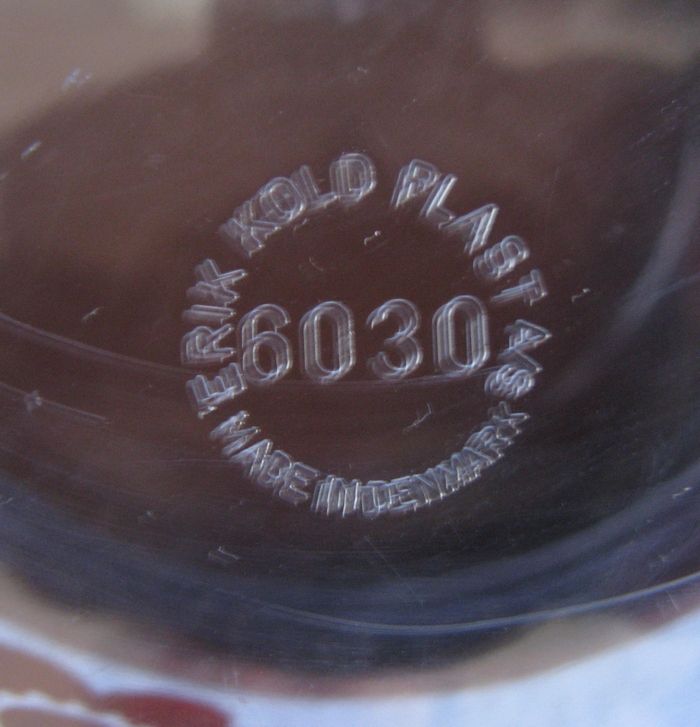 ERIK KOLD PLAST A/S
6030
MADE IN DENMARK